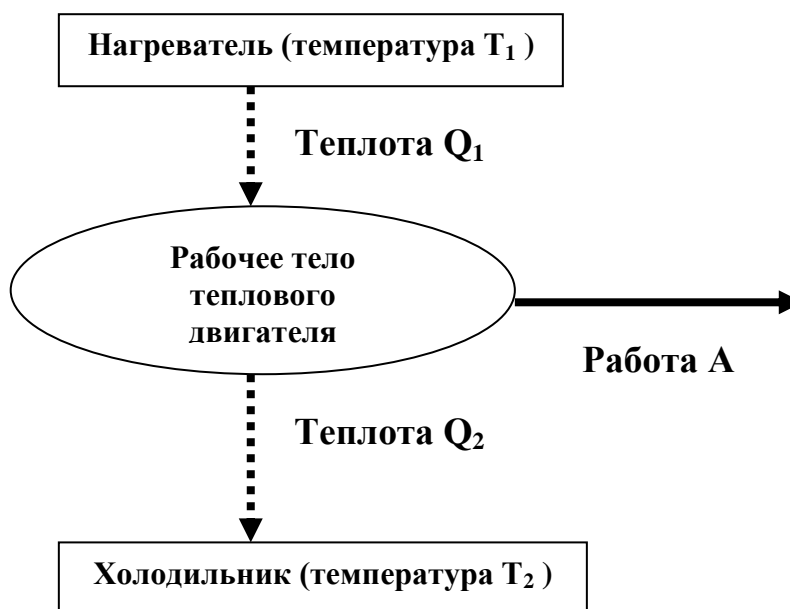 Нагреватель (температура T₁ )
Теплота Q₁
Рабочее тело
теплового
двигателя
Работа A
Теплота Q₂
Холодильник (температура T₂ )